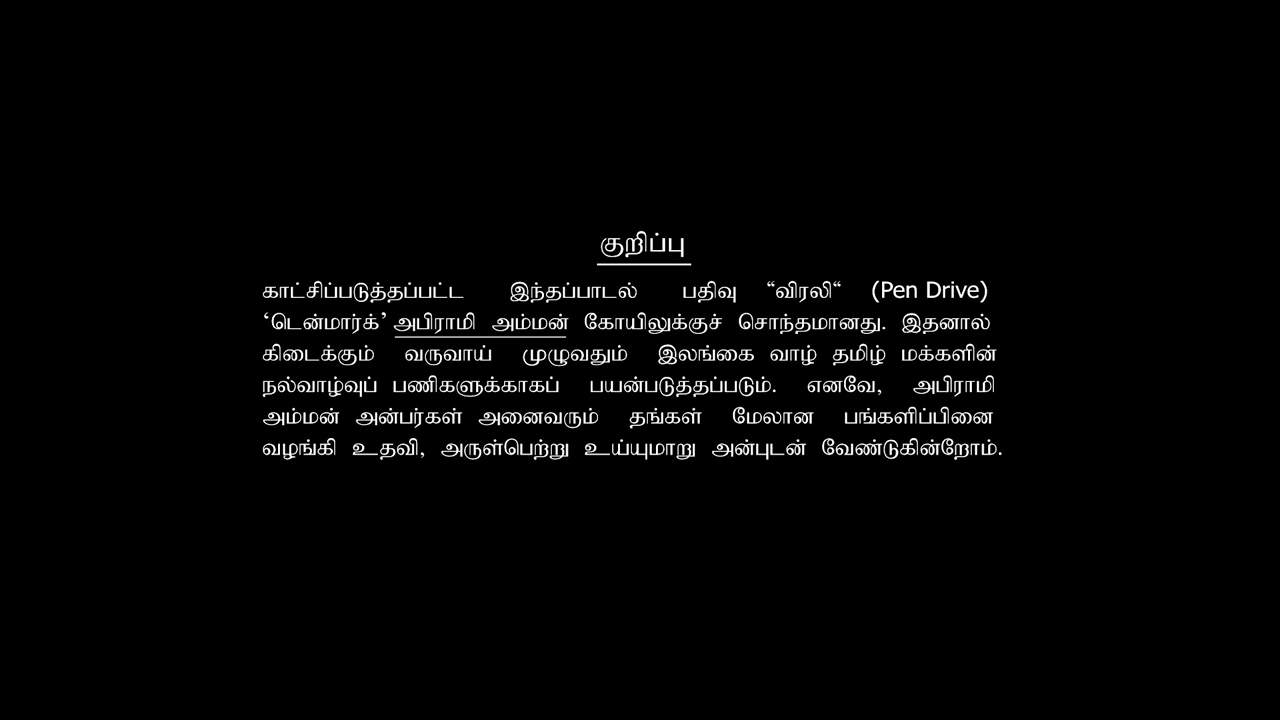 குறிப்பு
காட்சிப்படுத்தப்பட்ட இந்தப்பாடல் பதிவு “விரலி“ (Pen Drive)
‘டென்மார்க்’ அபிராமி அம்மன் கோயிலுக்குச் சொந்தமானது. இதனால்
கிடைக்கும் வருவாய் முழுவதும் இலங்கை வாழ் தமிழ் மக்களின்
நல்வாழ்வுப் பணிகளுக்காகப் பயன்படுத்தப்படும். எனவே, அபிராமி
அம்மன் அன்பர்கள் அனைவரும் தங்கள் மேலான பங்களிப்பினை
வழங்கி உதவி, அருள்பெற்று உய்யுமாறு அன்புடன் வேண்டுகின்றோம்.